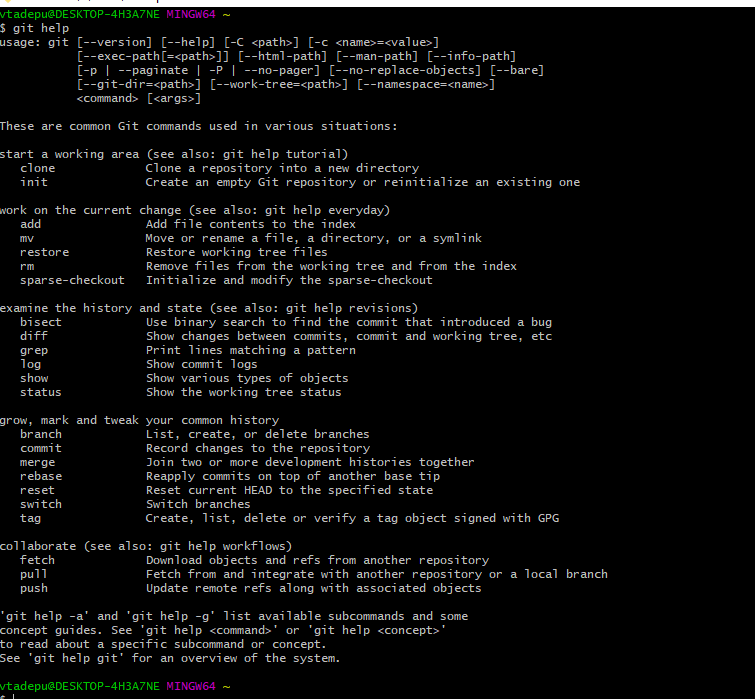 vtadepu@DESKTOP-4H3A7NE MINGW64 ~
$ git help
usage: git [--version] [--help] [-C <path>] [-c <name>=<value>]
           [--exec-path[=<path>]] [--html-path] [--man-path] [--info-path]
           [-p | --paginate | -P | --no-pager] [--no-replace-objects] [--bare]
           [--git-dir=<path>] [--work-tree=<path>] [--namespace=<name>]
           <command> [<args>]

These are common Git commands used in various situations:

start a working area (see also: git help tutorial)
   clone             Clone a repository into a new directory
   init              Create an empty Git repository or reinitialize an existing one

work on the current change (see also: git help everyday)
   add               Add file contents to the index
   mv                Move or rename a file, a directory, or a symlink
   restore           Restore working tree files
   rm                Remove files from the working tree and from the index
   sparse-checkout   Initialize and modify the sparse-checkout

examine the history and state (see also: git help revisions)
   bisect            Use binary search to find the commit that introduced a bug
   diff              Show changes between commits, commit and working tree, etc
   grep              Print lines matching a pattern
   log               Show commit logs
   show              Show various types of objects
   status            Show the working tree status

grow, mark and tweak your common history
   branch            List, create, or delete branches
   commit            Record changes to the repository
   merge             Join two or more development histories together
   rebase            Reapply commits on top of another base tip
   reset             Reset current HEAD to the specified state
   switch            Switch branches
   tag               Create, list, delete or verify a tag object signed with GPG

collaborate (see also: git help workflows)
   fetch             Download objects and refs from another repository
   pull              Fetch from and integrate with another repository or a local branch
   push              Update remote refs along with associated objects

'git help -a' and 'git help -g' list available subcommands and some
concept guides. See 'git help <command>' or 'git help <concept>'
to read about a specific subcommand or concept.
See 'git help git' for an overview of the system.

vtadepu@DESKTOP-4H3A7NE MINGW64 ~
$